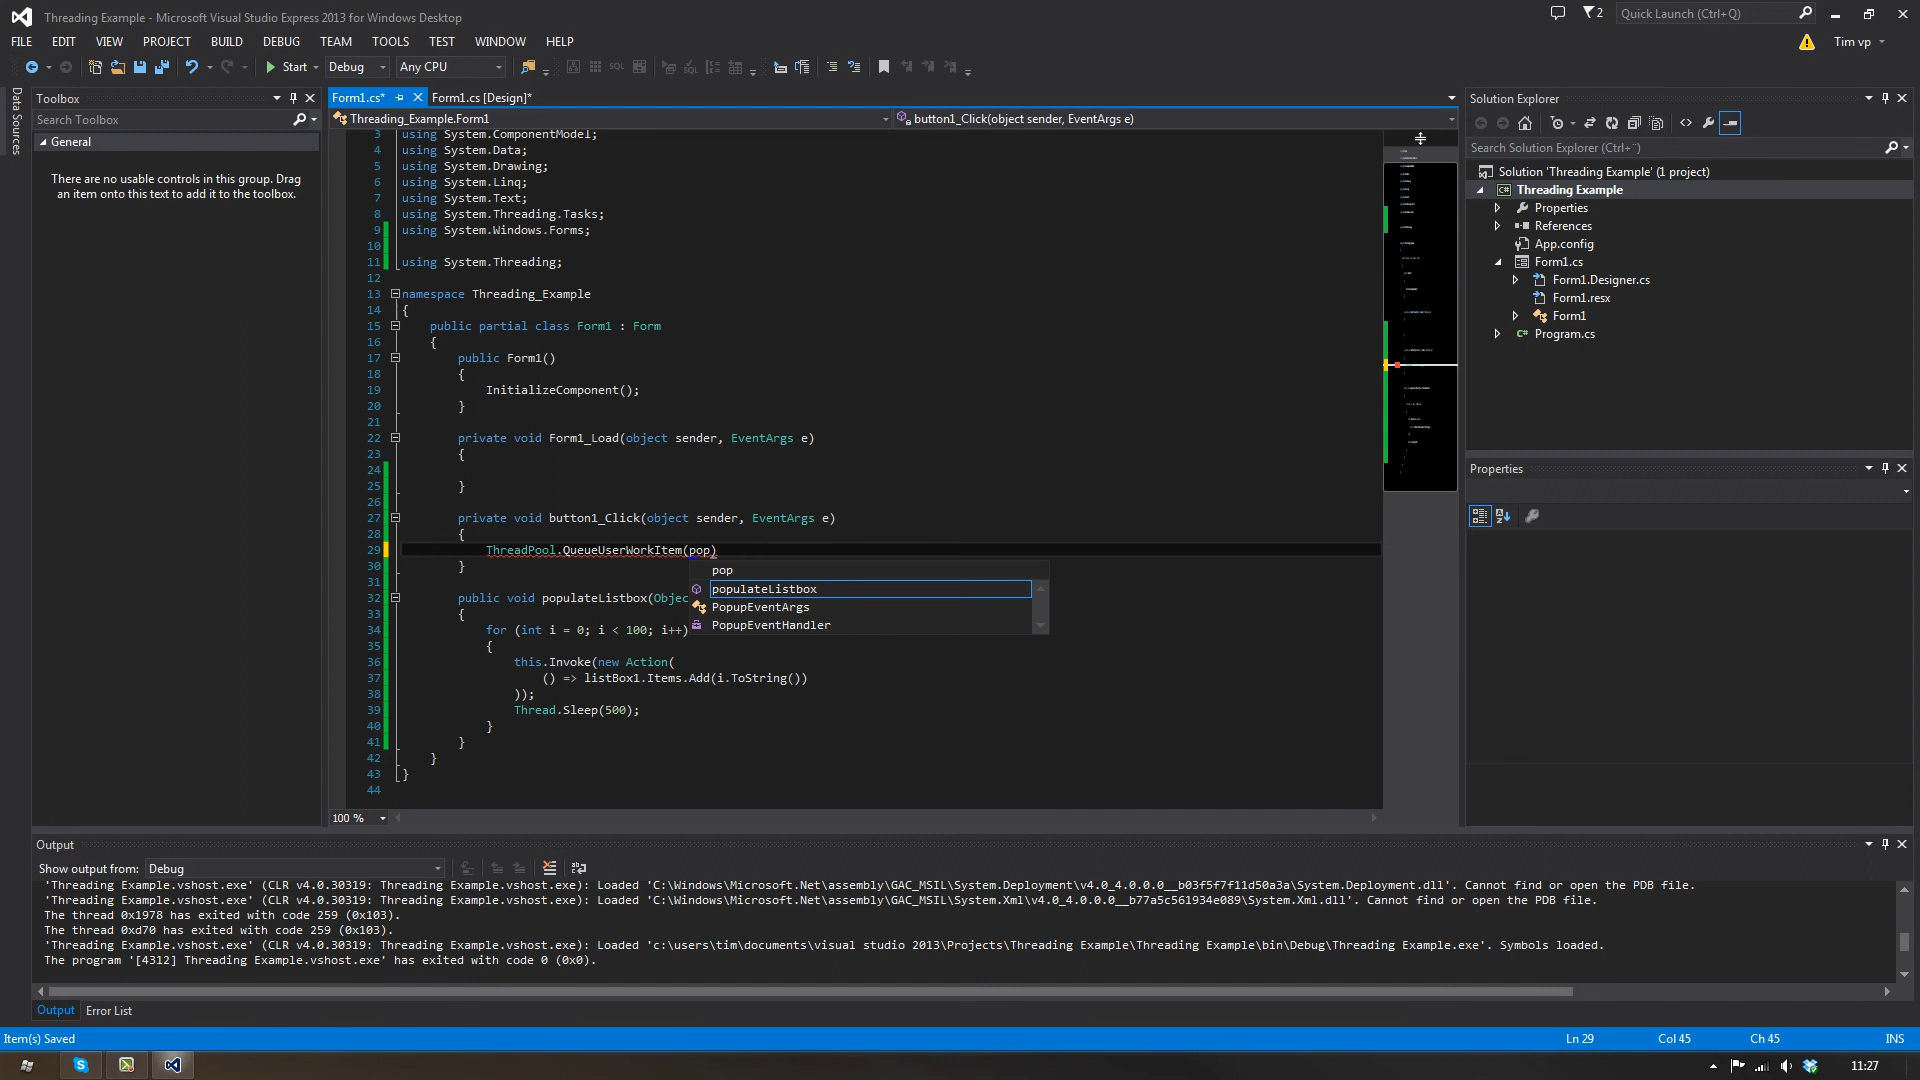 Threading Example - Microsoft Visual Studio Express 2013 for Windows Desktop
2
Quick Launch (Ctrl+Q)
FILE EDIT VIEW PROJECT BUILD DEBUG TEAM TOOLS TEST WINDOW HELP
Tim vp
Start Debug Any CPU
Data Sources
Toolbox
Search Toolbox
General
There are no usable controls in this group. Drag
an item onto this text to add it to the toolbox.
Form1.cs* Form1.cs [Design]*
Threading_Example.Form1 button1_Click(object sender, EventArgs e)
3 using System.ComponentModel;
4 using System.Data;
5 using System.Drawing;
6 using System.Linq;
7 using System.Text;
8 using System.Threading.Tasks;
9 using System.Windows.Forms;
10
11 using System.Threading;
12
13 namespace Threading_Example
14 {
15 public partial class Form1 : Form
16 {
17 public Form1()
18 {
19 InitializeComponent();
20 }
21
22 private void Form1_Load(object sender, EventArgs e)
23 {
24
25 }
26
27 private void button1_Click(object sender, EventArgs e)
28 {
29 ThreadPool.QueueUserWorkItem(pop)
30 }
31
32 public void populateListbox(Objec
33 {
34 for (int i = 0; i < 100; i++)
35 {
36 this.Invoke(new Action(
37 () => listBox1.Items.Add(i.ToString())
38 ));
39 Thread.Sleep(500);
40 }
41 }
42 }
43 }
44
pop
populateListbox
PopupEventArgs
PopupEventHandler
100 %
Solution Explorer
Search Solution Explorer (Ctrl+¨)
Solution 'Threading Example' (1 project)
C# Threading Example
Properties
References
App.config
Form1.cs
Form1.Designer.cs
Form1.resx
Form1
C# Program.cs
Properties
Output
Show output from: Debug
'Threading Example.vshost.exe' (CLR v4.0.30319: Threading Example.vshost.exe): Loaded 'C:\Windows\Microsoft.Net\assembly\GAC_MSIL\System.Deployment\v4.0_4.0.0.0__b03f5f7f11d50a3a\System.Deployment.dll'. Cannot find or open the PDB file.
'Threading Example.vshost.exe' (CLR v4.0.30319: Threading Example.vshost.exe): Loaded 'C:\Windows\Microsoft.Net\assembly\GAC_MSIL\System.Xml\v4.0_4.0.0.0__b77a5c561934e089\System.Xml.dll'. Cannot find or open the PDB file.
The thread 0x1978 has exited with code 259 (0x103).
The thread 0xd70 has exited with code 259 (0x103).
'Threading Example.vshost.exe' (CLR v4.0.30319: Threading Example.vshost.exe): Loaded 'c:\users\tim\documents\visual studio 2013\Projects\Threading Example\Threading Example\bin\Debug\Threading Example.exe'. Symbols loaded.
The program '[4312] Threading Example.vshost.exe' has exited with code 0 (0x0).
Output Error List
Item(s) Saved Ln 29 Col 45 Ch 45 INS
11:27